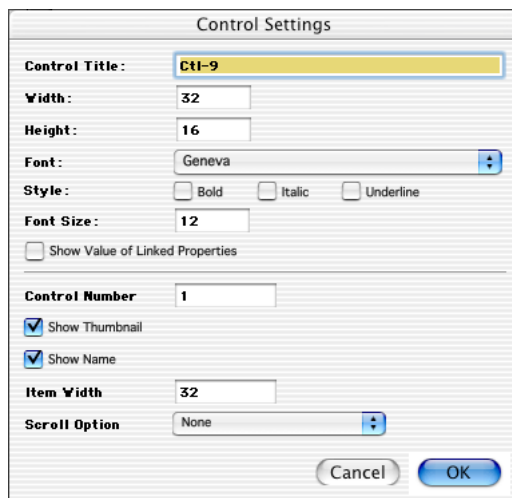 Control Settings
Control Title: Ctl-9
Width: 32
Height: 16
Font: Geneva
Style: Bold Italic Underline
Font Size: 12
Show Value of Linked Properties
Control Number 1
Show Thumbnail
Show Name
Item Width 32
Scroll Option None
Cancel OK